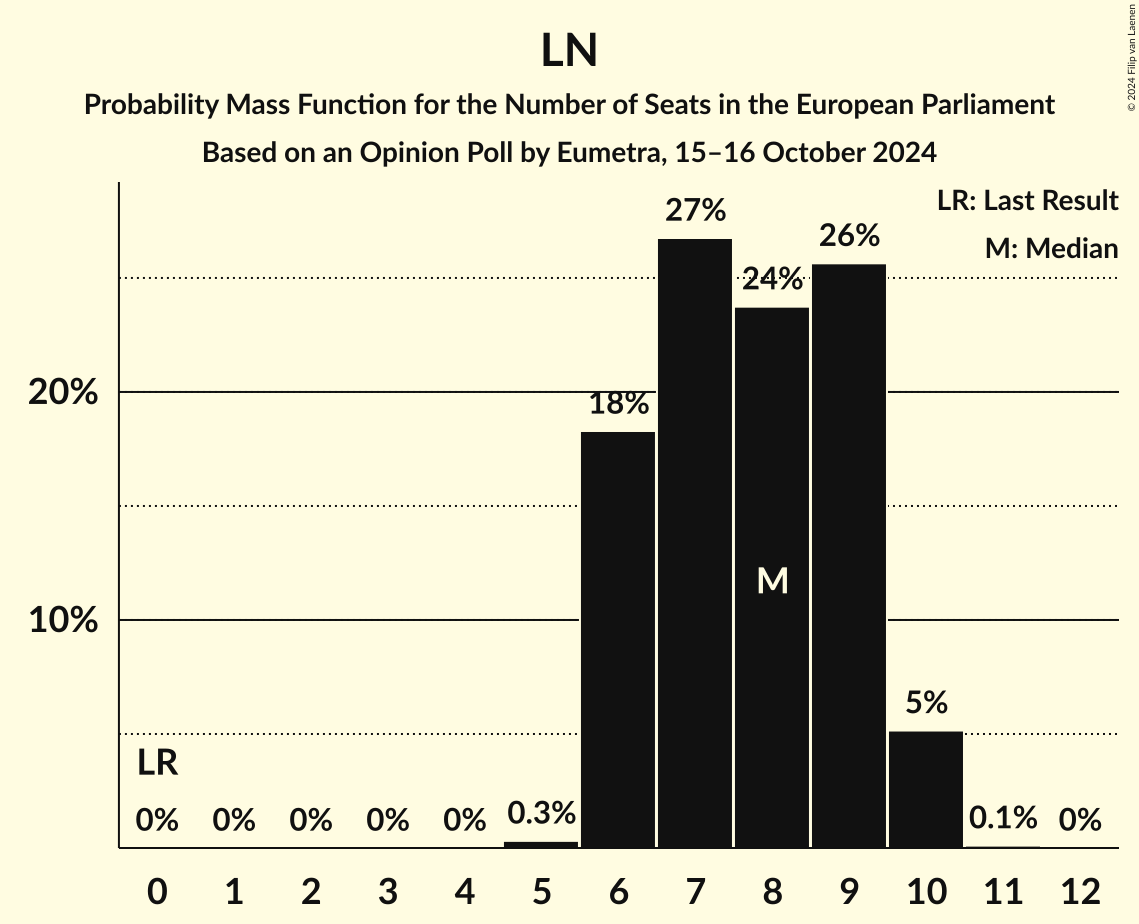 LN
Probability Mass Function for the Number of Seats in the European Parliament
Based on an Opinion Poll by Eumetra, 15–16 October 2024
© 2024 Filip van Laenen
LR: Last Result
M: Median
27%
26%
24%
20%
18%
M
10%
5%
LR
0% 0% 0% 0% 0% 0.3% 0.1% 0%
0 1 2 3 4 5 6 7 8 9 10 11 12